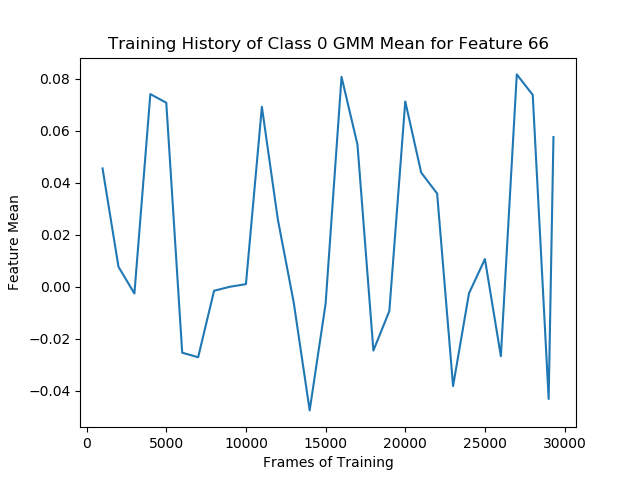 Training History of Class 0 GMM Mean for Feature 66
0.08
0.06
0.04
0.02
0.00
−0.02
−0.04
Feature Mean
0 5000 10000 15000 20000 25000 30000
Frames of Training